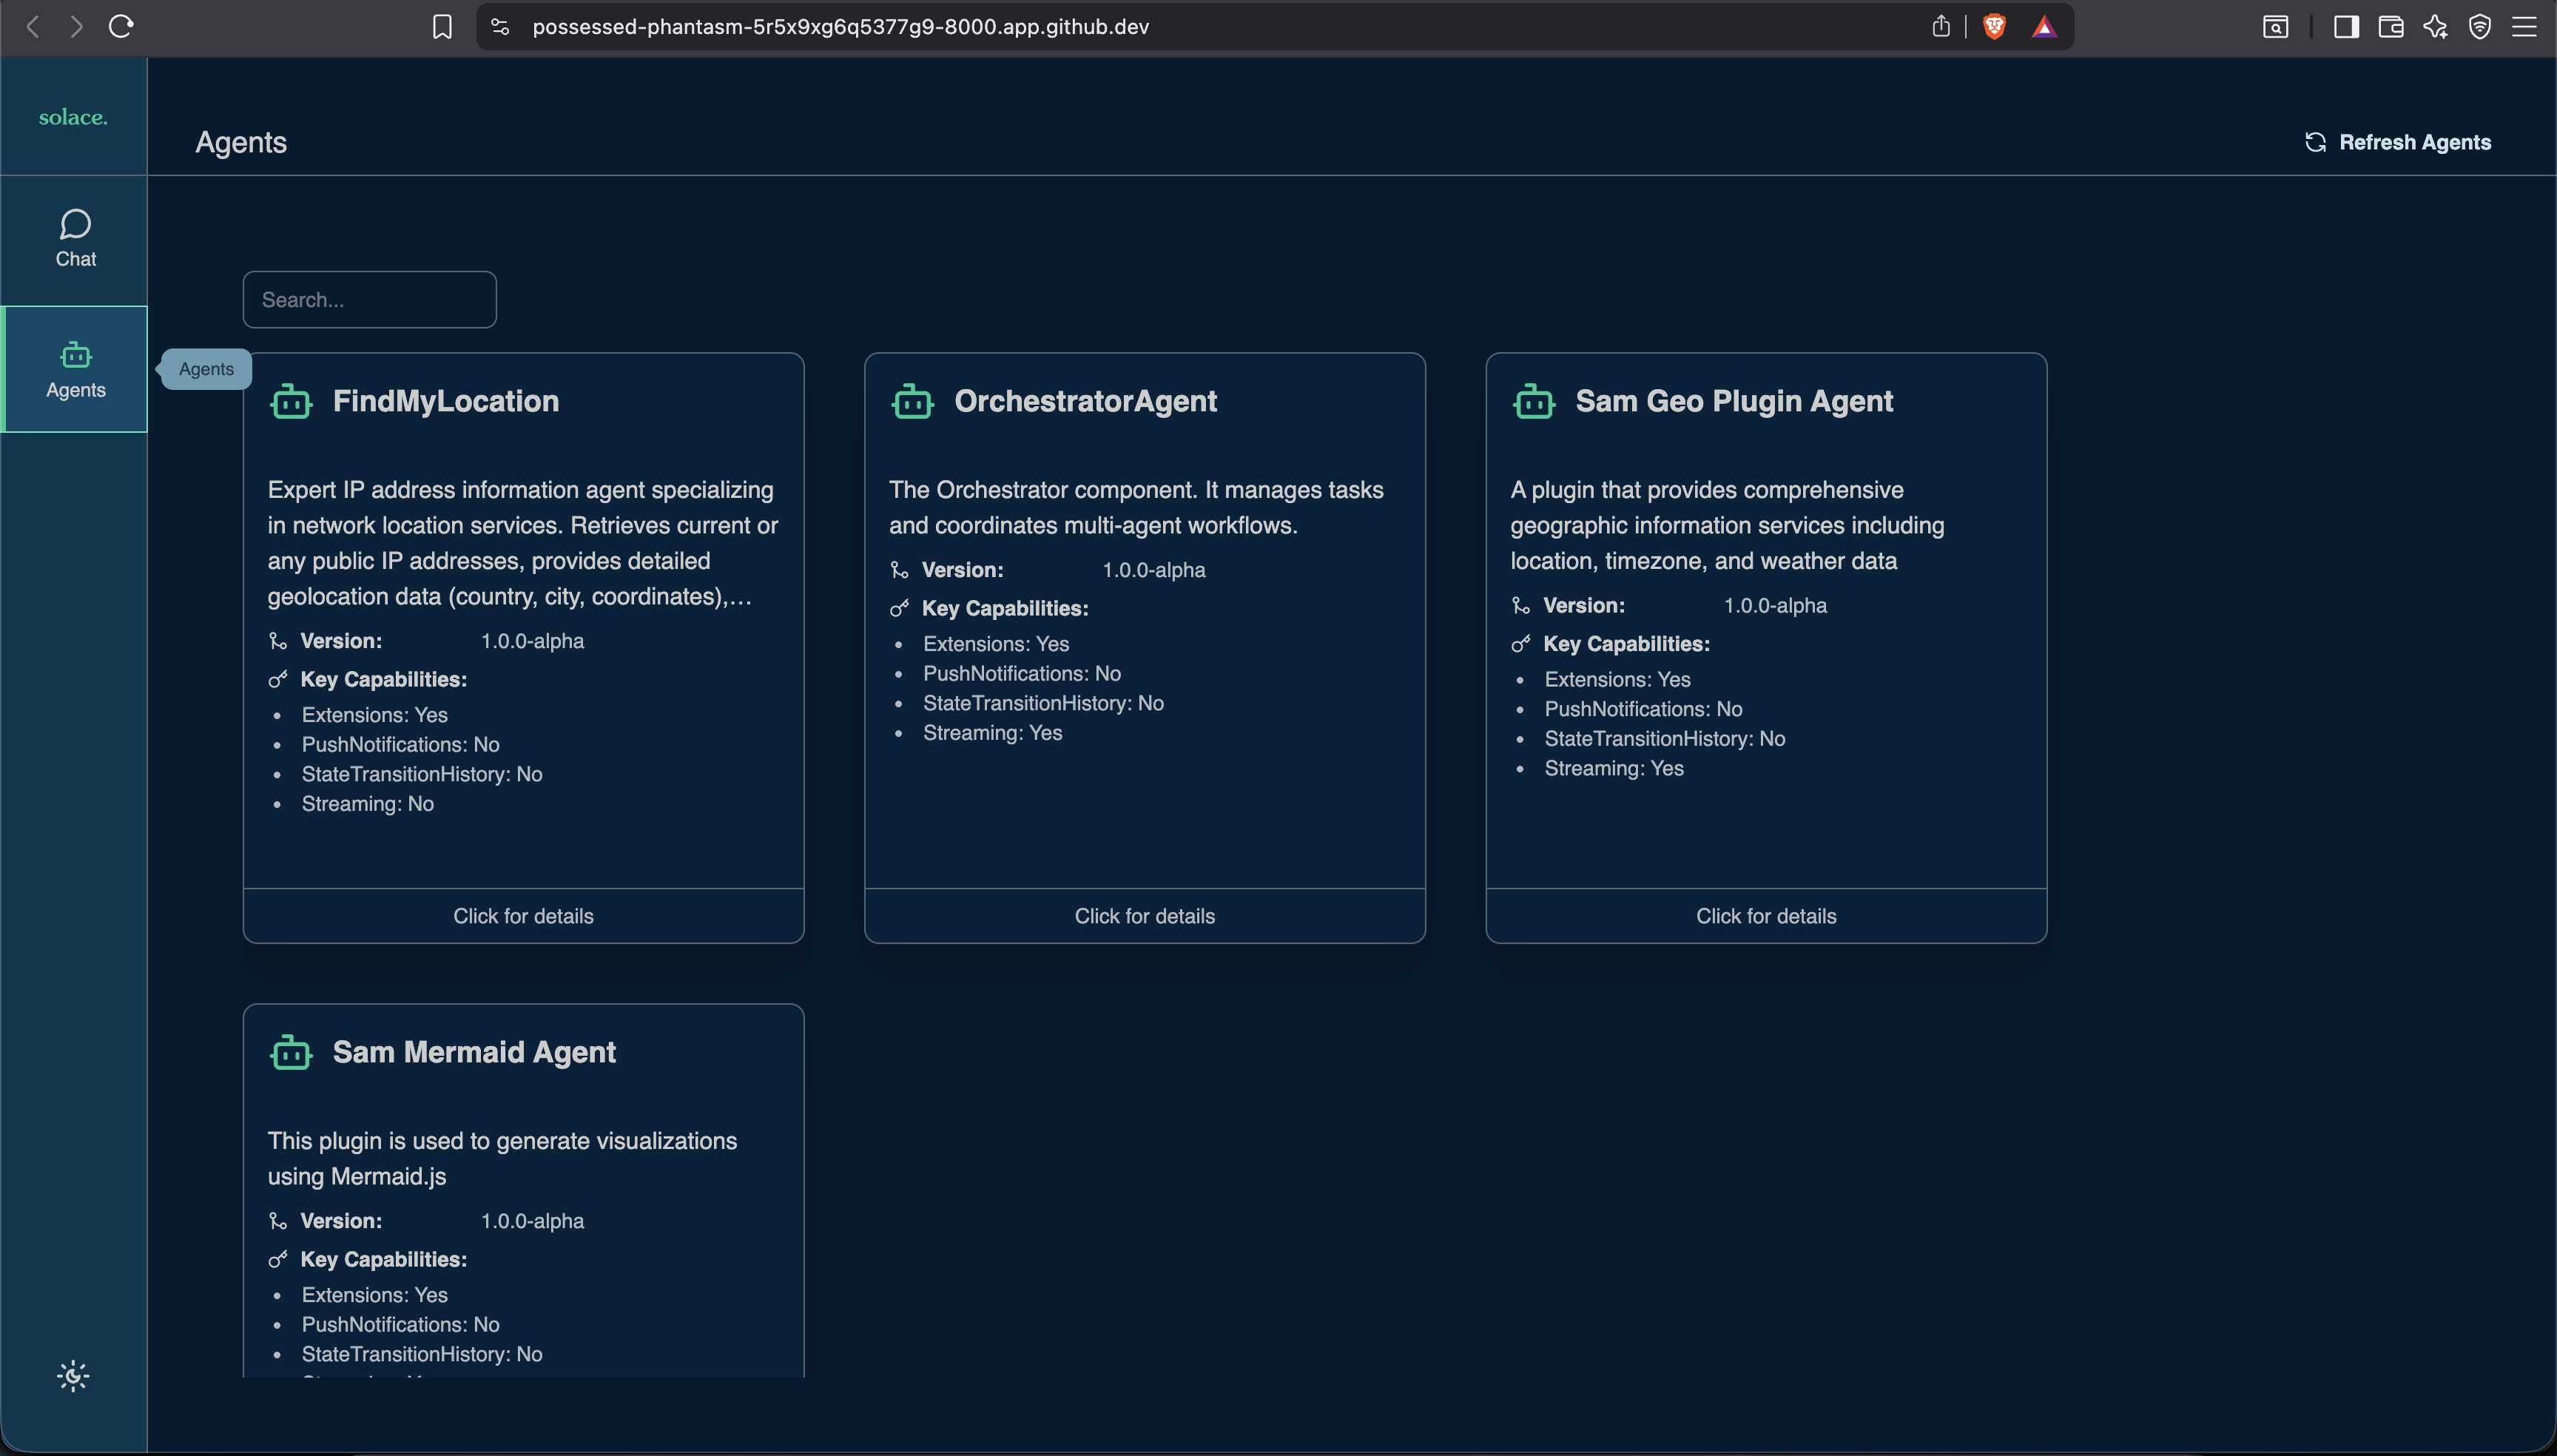 possessed-phantasm-5r5x9xg6q5377g9-8000.app.github.dev
solace.
Agents
Refresh Agents
Chat
Agents
Agents
Search...
FindMyLocation
Expert IP address information agent specializing
in network location services. Retrieves current or
any public IP addresses, provides detailed
geolocation data (country, city, coordinates),...
Version: 1.0.0-alpha
Key Capabilities:
• Extensions: Yes
• PushNotifications: No
• StateTransitionHistory: No
• Streaming: No
Click for details
OrchestratorAgent
The Orchestrator component. It manages tasks
and coordinates multi-agent workflows.
Version: 1.0.0-alpha
Key Capabilities:
• Extensions: Yes
• PushNotifications: No
• StateTransitionHistory: No
• Streaming: Yes
Click for details
Sam Geo Plugin Agent
A plugin that provides comprehensive
geographic information services including
location, timezone, and weather data
Version: 1.0.0-alpha
Key Capabilities:
• Extensions: Yes
• PushNotifications: No
• StateTransitionHistory: No
• Streaming: Yes
Click for details
Sam Mermaid Agent
This plugin is used to generate visualizations
using Mermaid.js
Version: 1.0.0-alpha
Key Capabilities:
• Extensions: Yes
• PushNotifications: No
• StateTransitionHistory: No